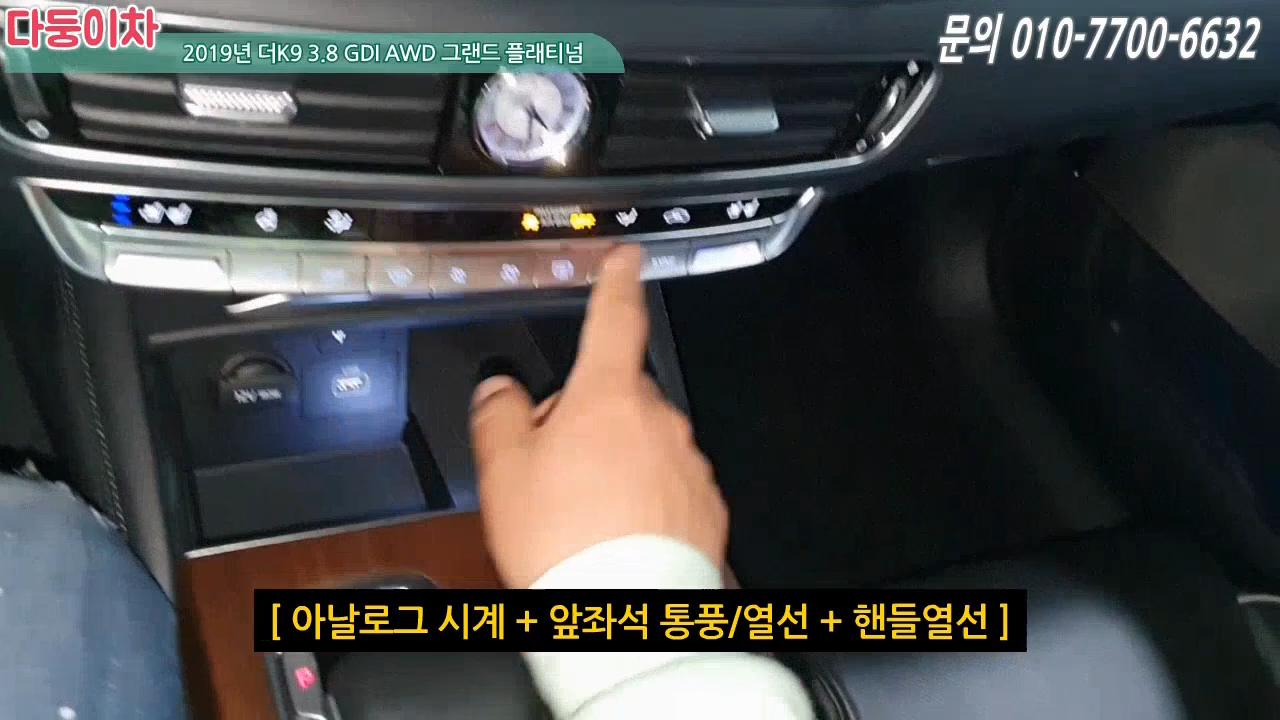 다둥이차
문의 010-7700-6632
2019년 더K9 3.8 GDI AWD 그랜드 플래티넘
[ 아날로그 시계 + 앞좌석 통풍/열선 + 핸들열선 ]